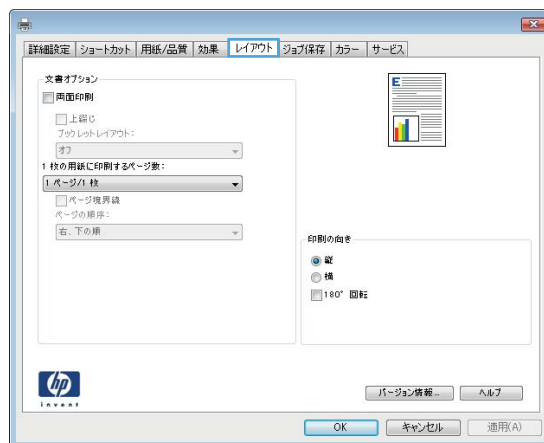 詳細設定 ショートカット 用紙/品質 効果 レイアウト ジョブ保存 カラー サービス
文書オプション
両面印刷
上綴じ
ブックレットレイアウト:
オフ
1 枚の用紙に印刷するページ数:
1 ページ/1 枚
ページ境界線
ページの順序:
右、下の順
E
印刷の向き
縦
横
180° 回転
hp
invent
バージョン情報... ヘルプ
OK キャンセル 適用(A)